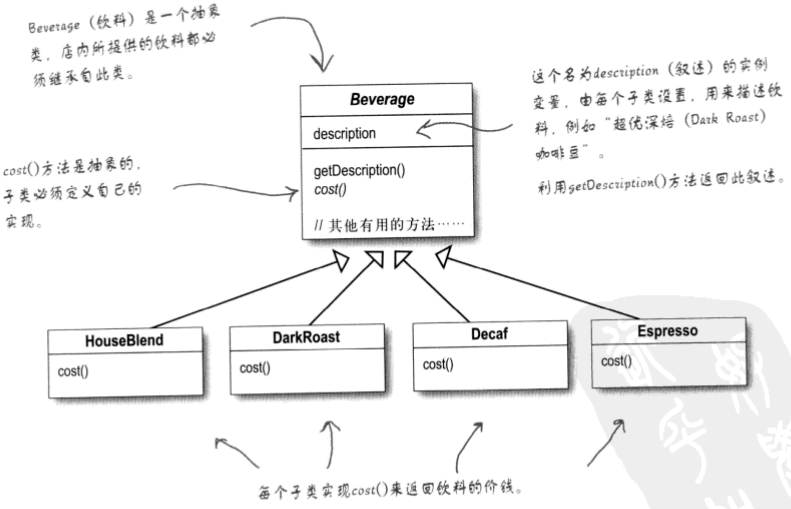 Beverage（饮料）是一个抽象
类，店内所提供的饮料都必
须继承自此类。
Beverage
description
getDescription()
cost()
// 其他有用的方法……
这个名为description（叙述）的实例
变量，由每个子类设置，用来描述饮
料，例如“超优深焙（Dark Roast）
咖啡豆”。
利用getDescription()方法返回此叙述。
cost()方法是抽象的，
子类必须定义自己的
实现。
HouseBlend
cost()
DarkRoast
cost()
Decaf
cost()
Espresso
cost()
每个子类实现cost()来返回饮料的价钱。